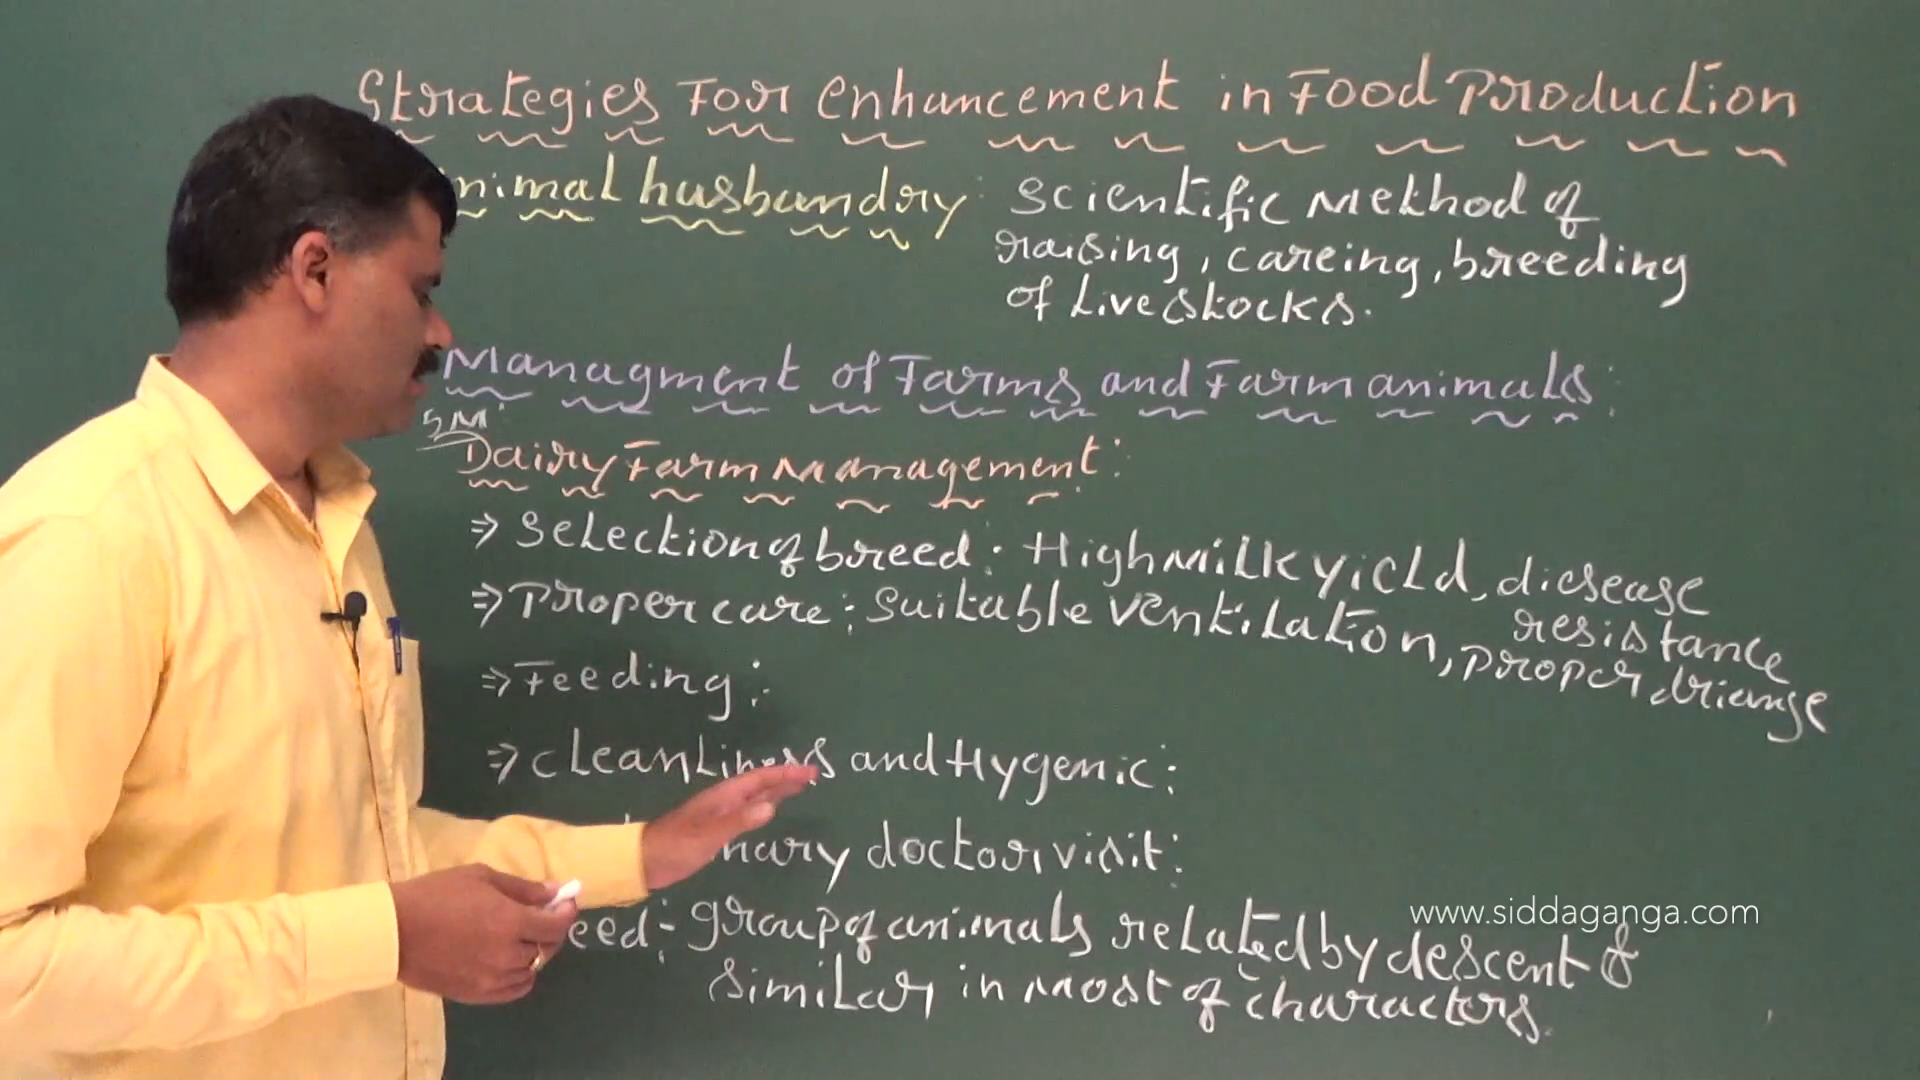 Strategies For enhancement in Food Production
nimal husbandry: Scientific Method of
raising, careing, breeding
of Livestocks.
Managment of Farms and Farm animals:
5M:
Dairy Farm Management:
⇒ Selection of breed: High Milk yield, diesease
resistance
⇒ Proper care: Suitable Ventilation, proper driange
⇒ Feeding:
⇒ Cleanliness and Hygenic:
nary doctor visit:
eed:- group of animals related by descent &
similar in most of characters.
www.siddaganga.com